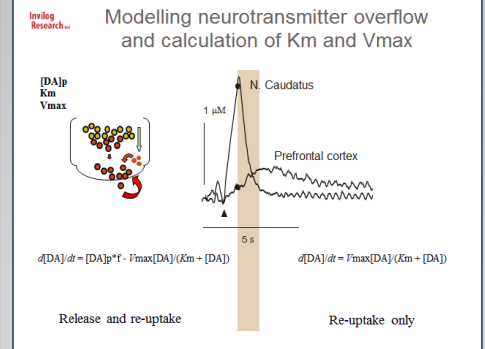 Invilog
Research
Modelling neurotransmitter overflow
and calculation of Km and Vmax
[DA]p
Km
Vmax
N. Caudatus
1 µM
Prefrontal cortex
5 s
d[DA]/dt = [DA]p*f - Vmax[DA]/(Km + [DA])
d[DA]/dt = Vmax[DA]/(Km + [DA])
Release and re-uptake
Re-uptake only